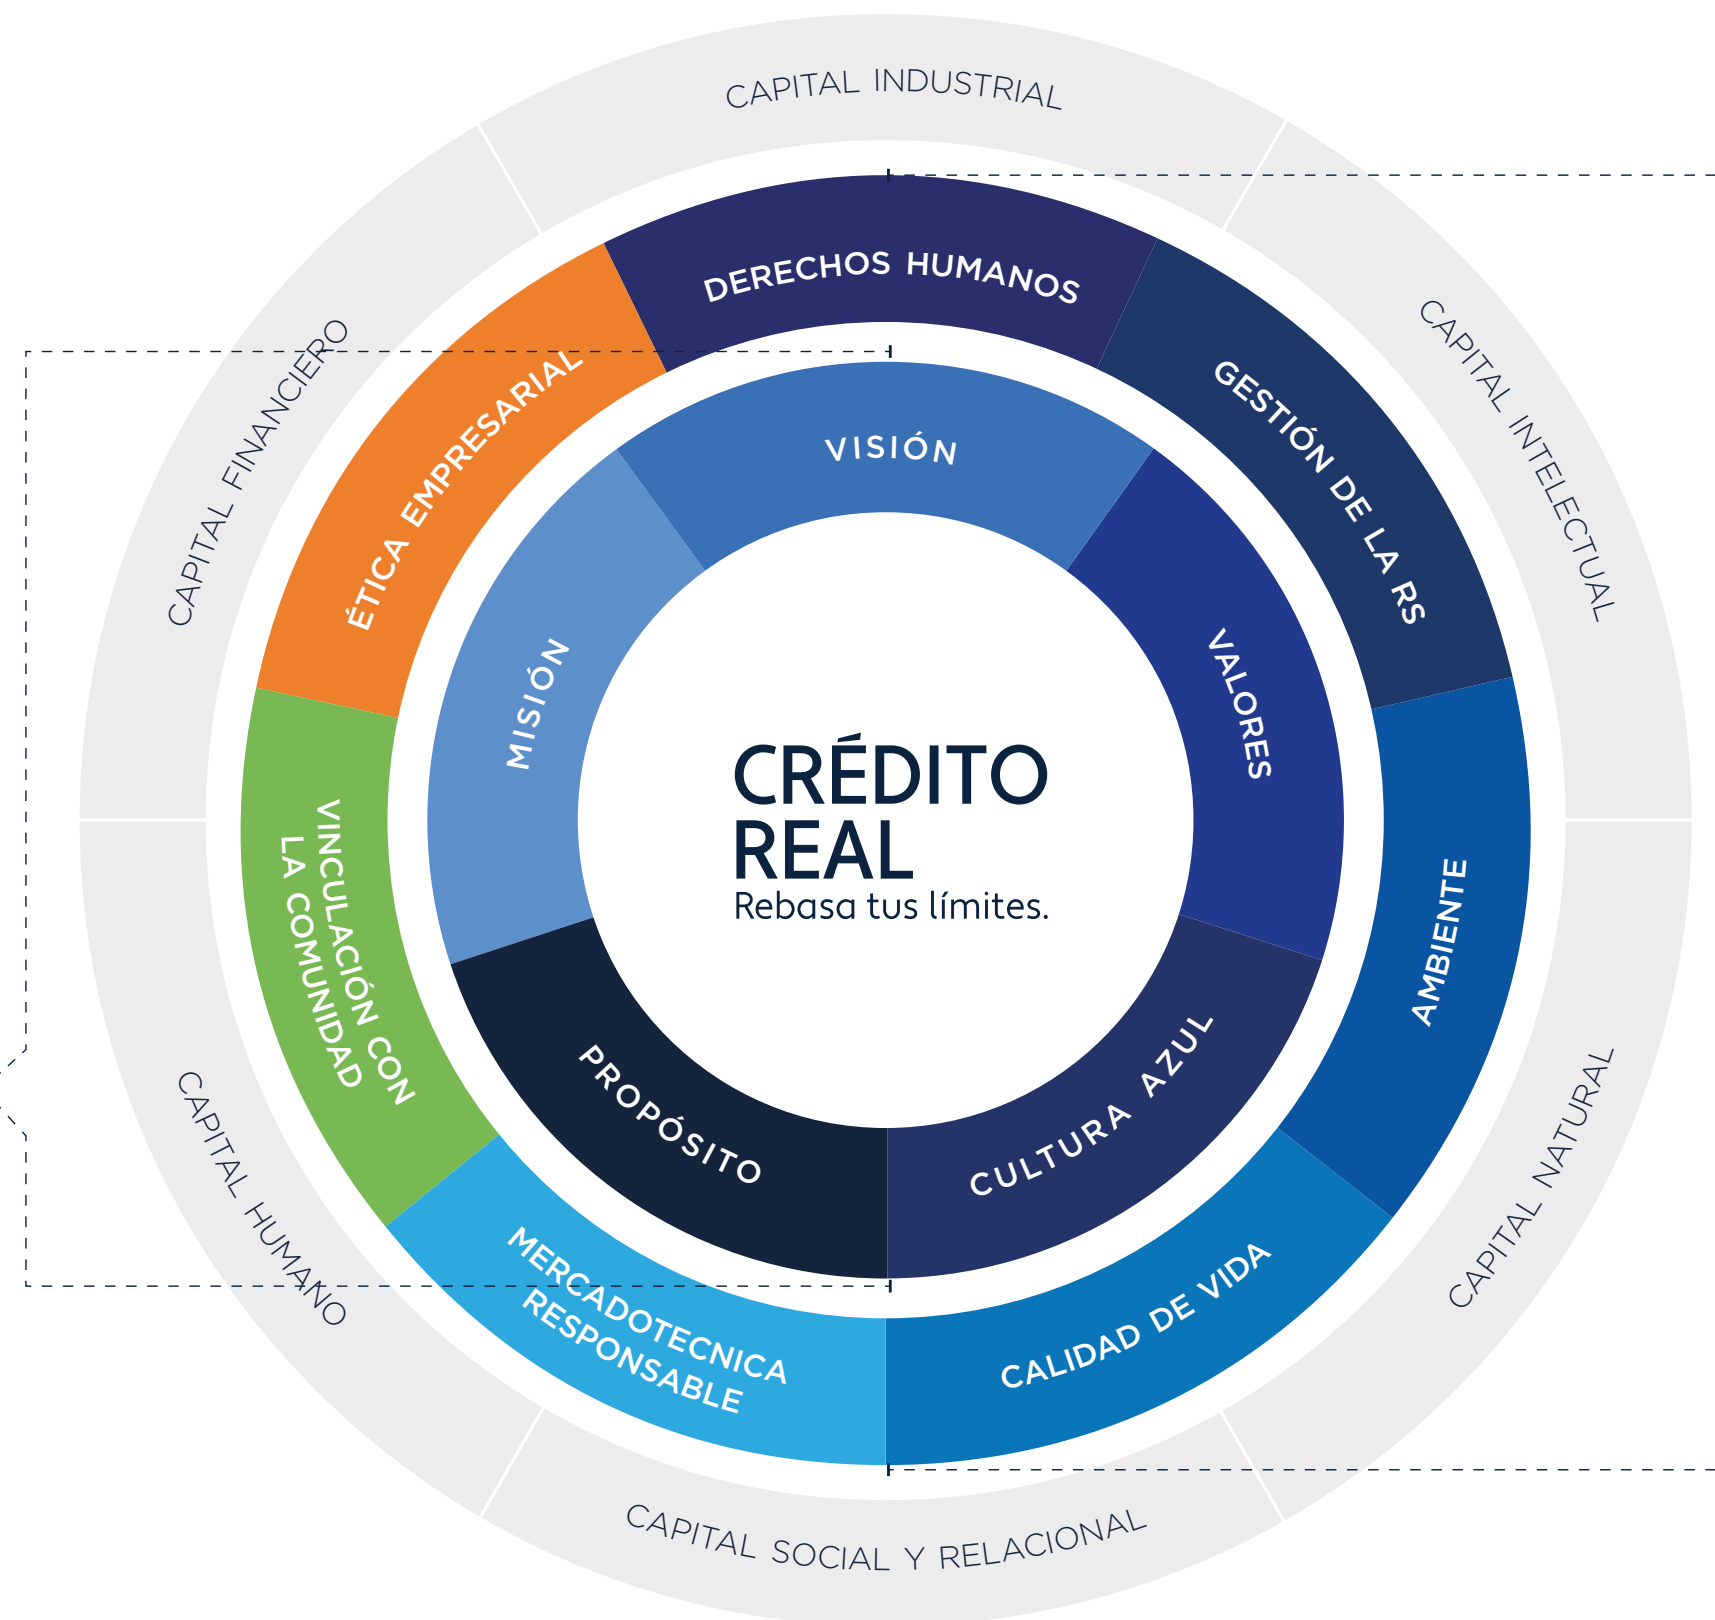 CAPITAL INDUSTRIAL
CAPITAL INTELECTUAL
CAPITAL NATURAL
CAPITAL SOCIAL Y RELACIONAL
CAPITAL HUMANO
CAPITAL FINANCIERO
DERECHOS HUMANOS
GESTIÓN DE LA RS
AMBIENTE
CALIDAD DE VIDA
MERCADOTECNICA
RESPONSABLE
VINCULACIÓN CON
LA COMUNIDAD
ÉTICA EMPRESARIAL
VISIÓN
VALORES
CULTURA AZUL
PROPÓSITO
MISIÓN
CRÉDITO
REAL
Rebasa tus límites.